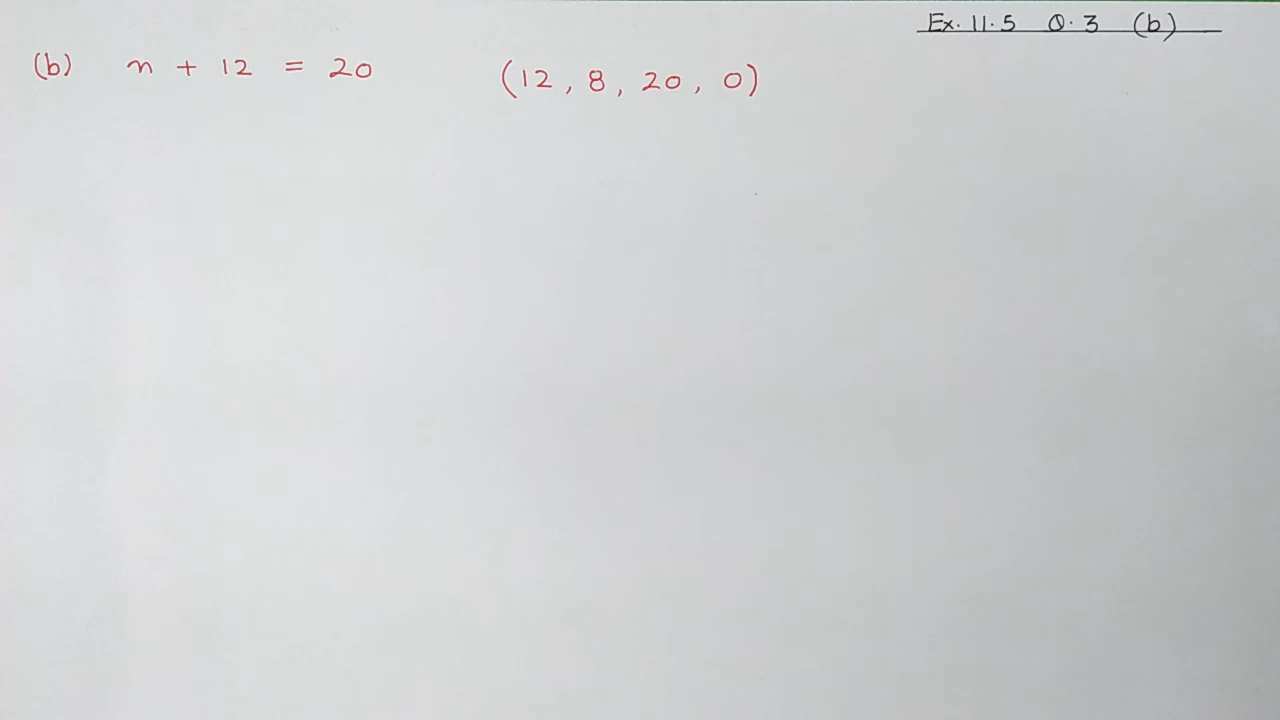 Ex. 11.5 Q.3 (b)
(b) n + 12 = 20 (12, 8, 20, 0)